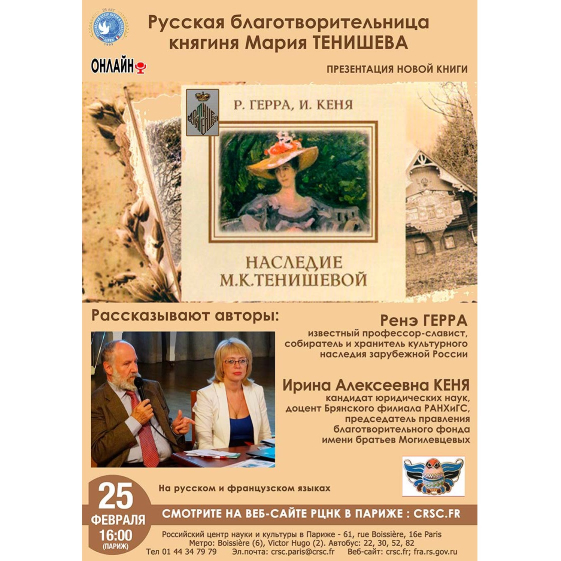 Русская благотворительница
княгиня Мария ТЕНИШЕВА
ОНЛАЙН
ПРЕЗЕНТАЦИЯ НОВОЙ КНИГИ
Р. ГЕРРА, И. КЕНЯ
НАСЛЕДИЕ
М.К.ТЕНИШЕВОЙ
Рассказывают авторы:
Ренэ ГЕРРА
известный профессор-славист,
собиратель и хранитель культурного
наследия зарубежной России
Ирина Алексеевна КЕНЯ
кандидат юридических наук,
доцент Брянского филиала РАНХиГС,
председатель правления
благотворительного фонда
имени братьев Могилевцевых
25
ФЕВРАЛЯ
16:00
(ПАРИЖ)
На русском и французском языках
СМОТРИТЕ НА ВЕБ-САЙТЕ РЦНК В ПАРИЖЕ : CRSC.FR
Российский центр науки и культуры в Париже - 61, rue Boissière, 16e Paris
Метро: Boissière (6), Victor Hugo (2). Автобус: 22, 30, 52, 82
Тел 01 44 34 79 79 Эл.почта: crsc.paris@crsc.fr Веб-сайт: crsc.fr; fra.rs.gov.ru